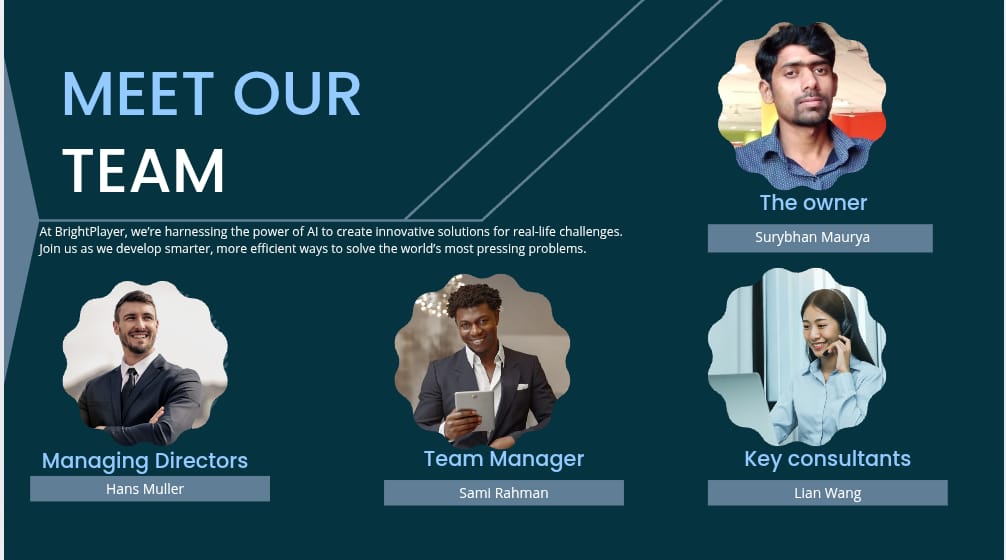 MEET OUR
TEAM
At BrightPlayer, we’re harnessing the power of AI to create innovative solutions for real-life challenges.
Join us as we develop smarter, more efficient ways to solve the world’s most pressing problems.
The owner
Surybhan Maurya
Managing Directors
Hans Muller
Team Manager
Sami Rahman
Key consultants
Lian Wang